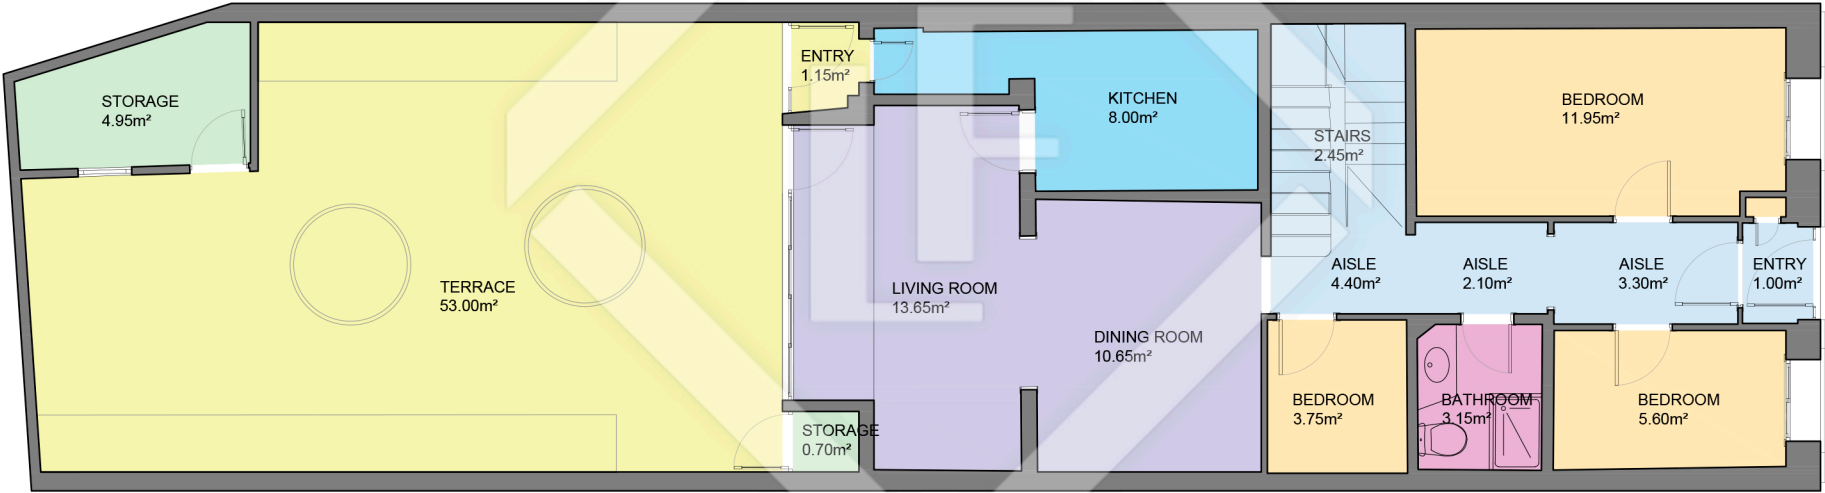 STORAGE
4.95m²
ENTRY
1.15m²
KITCHEN
8.00m²
STAIRS
2.45m²
BEDROOM
11.95m²
TERRACE
53.00m²
LIVING ROOM
13.65m²
DINING ROOM
10.65m²
AISLE
4.40m²
AISLE
2.10m²
AISLE
3.30m²
ENTRY
1.00m²
STORAGE
0.70m²
BEDROOM
3.75m²
BATHROOM
3.15m²
BEDROOM
5.60m²